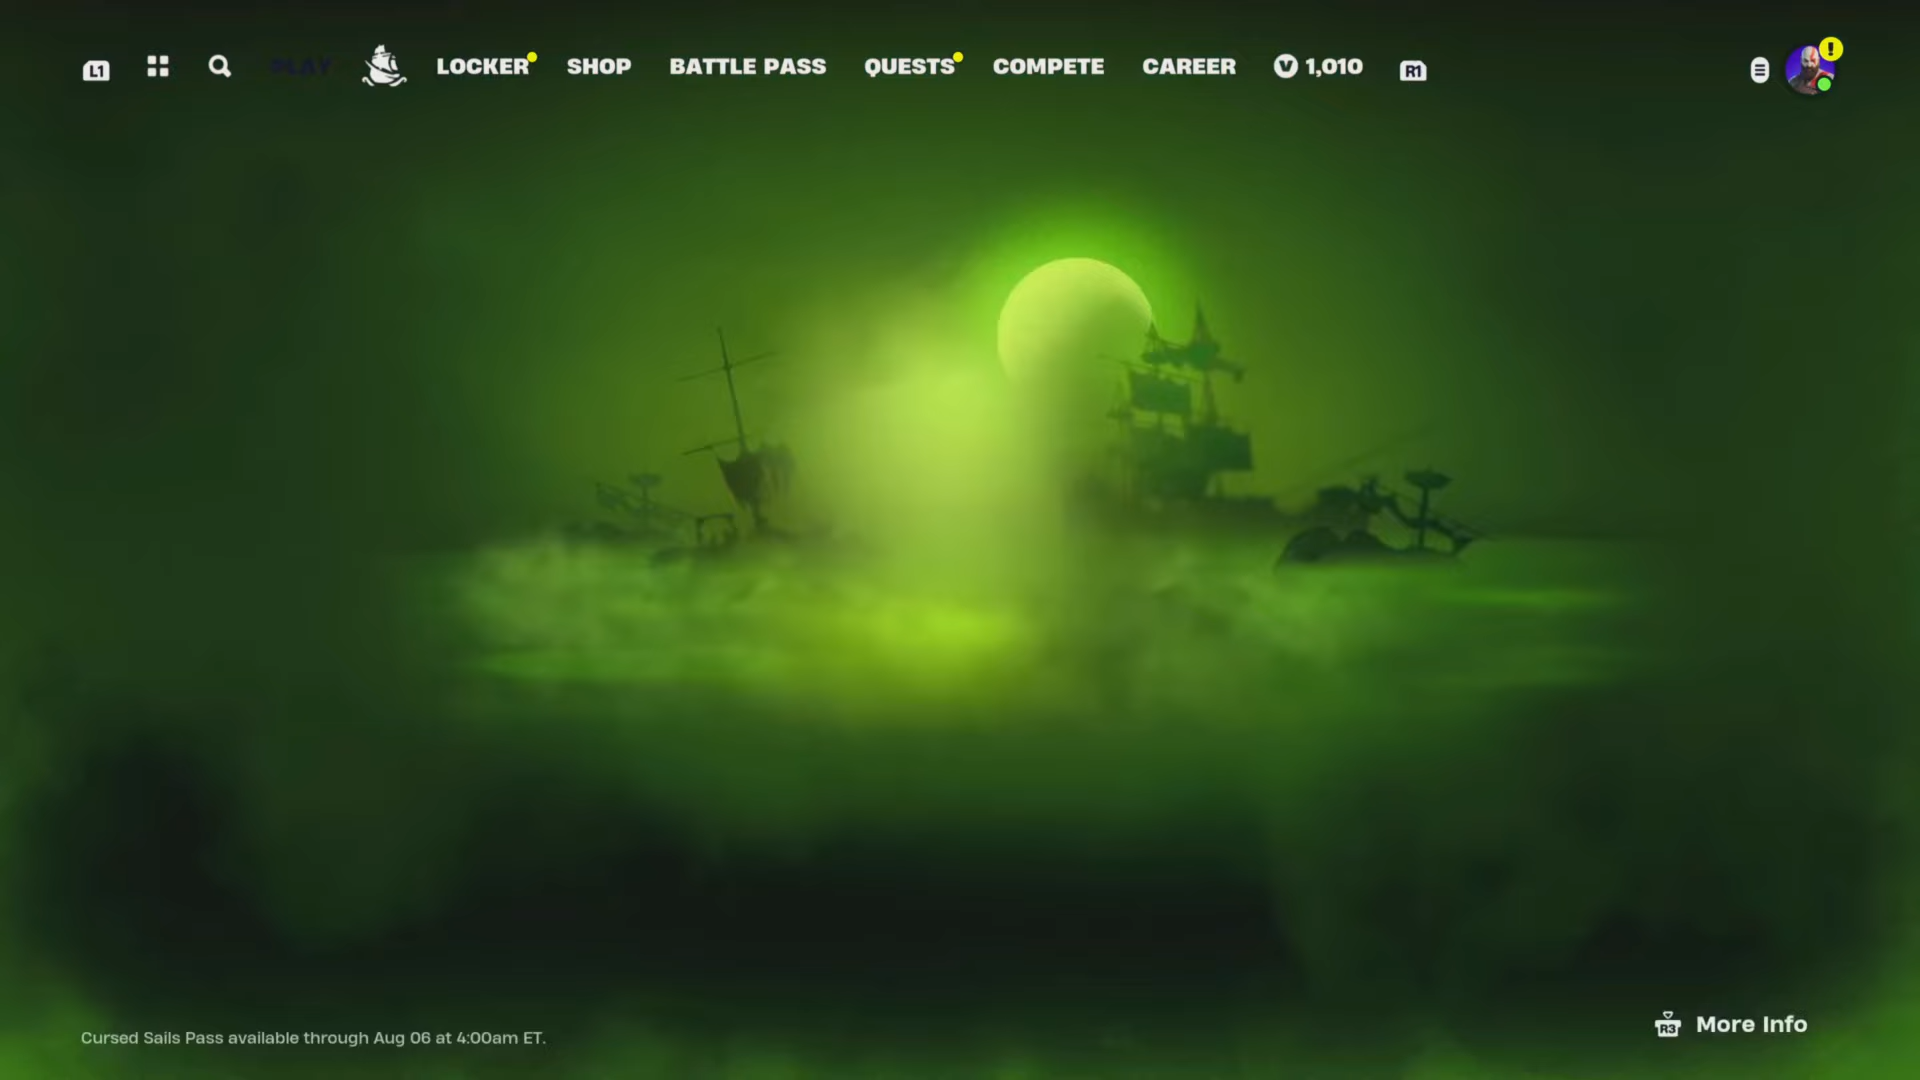 L1 PLAY LOCKER SHOP BATTLE PASS QUESTS COMPETE CAREER V 1,010 R1 !
Cursed Sails Pass available through Aug 06 at 4:00am ET.
R3 More Info